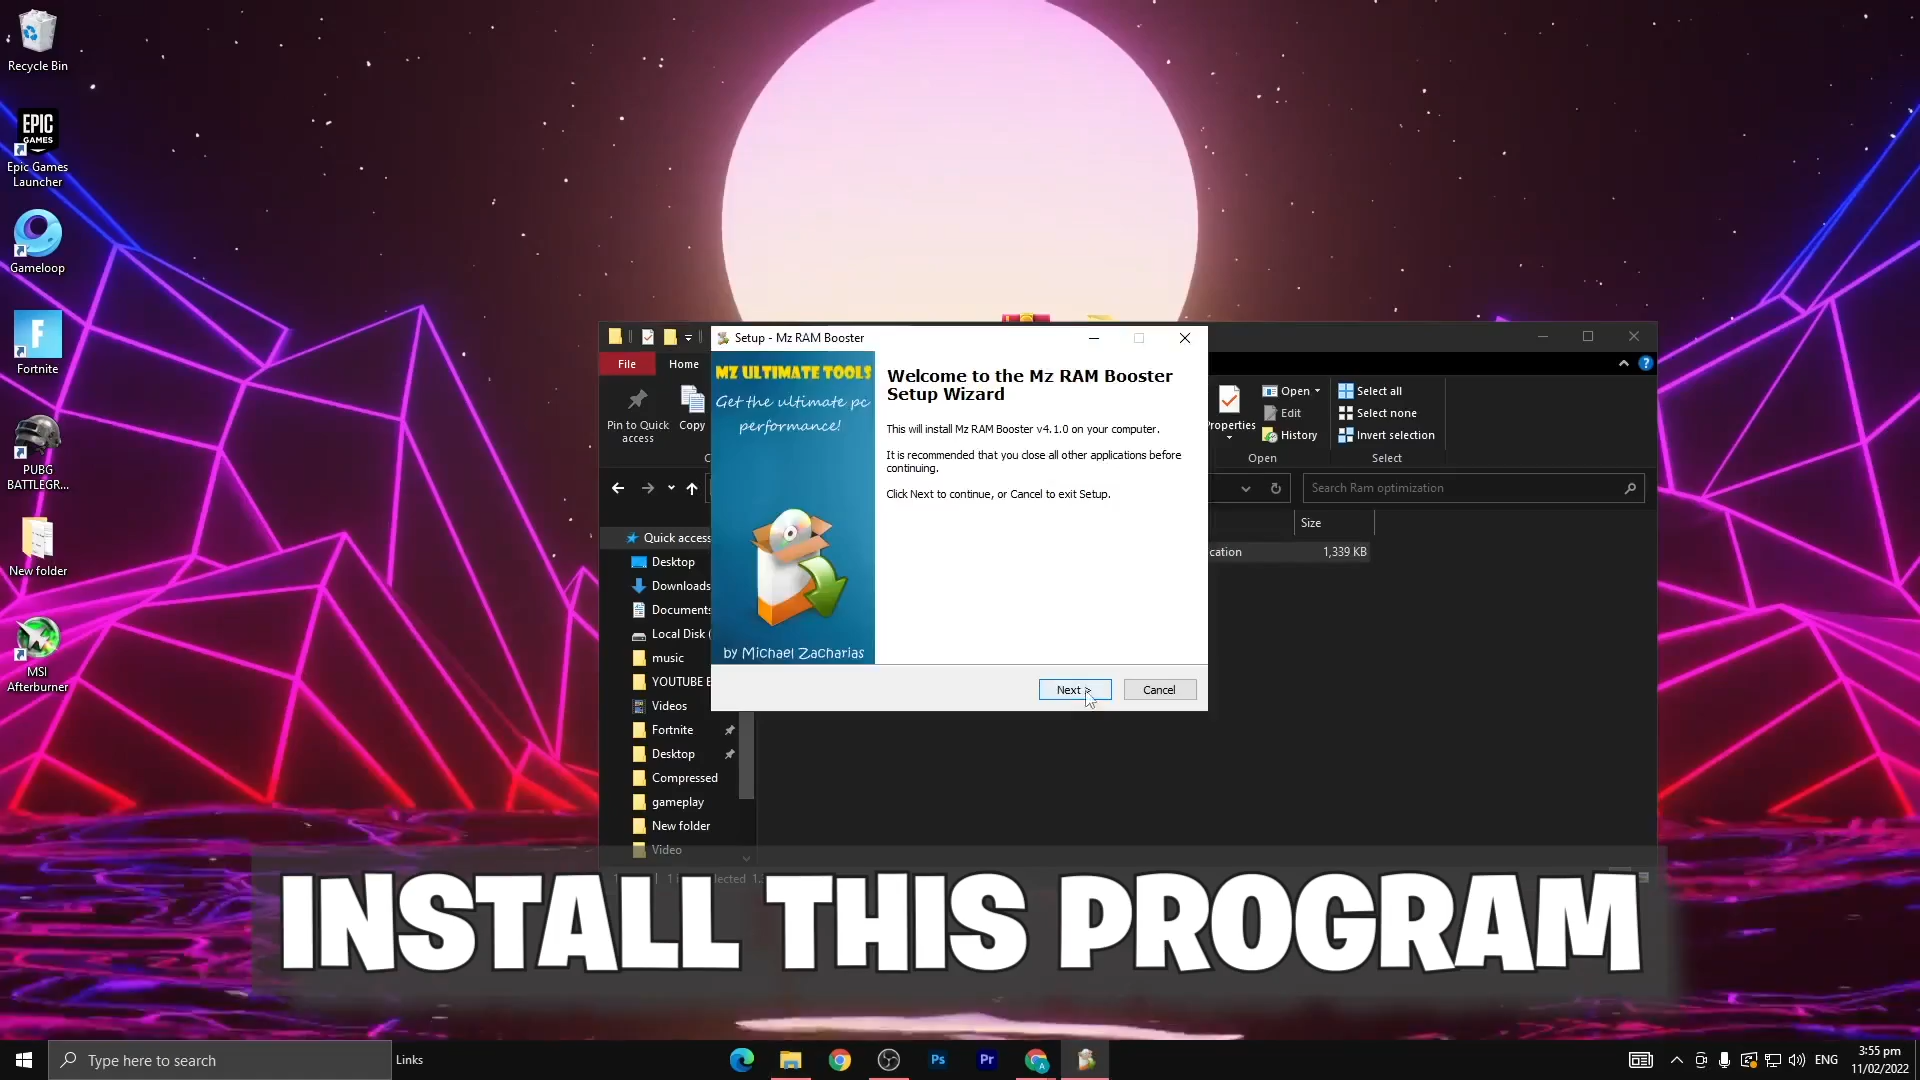 Recycle Bin
EPIC
GAMES
Epic Games
Launcher
Gameloop
F
Fortnite
PUBG
BATTLEGR...
New folder
MSI
Afterburner
Setup - Mz RAM Booster
MZ ULTIMATE TOOLS
Get the ultimate pc
performance!
by Michael Zacharias
Welcome to the Mz RAM Booster
Setup Wizard
This will install Mz RAM Booster v4.1.0 on your computer.
It is recommended that you close all other applications before
continuing.
Click Next to continue, or Cancel to exit Setup.
Next >
Cancel
File
Home
Pin to Quick
access
Copy
Properties
Open
Edit
History
Open
Select all
Select none
Invert selection
Select
Search Ram optimization
Size
cation
1,339 KB
Quick access
Desktop
Downloads
Documents
Local Disk (
music
YOUTUBE E
Videos
Fortnite
Desktop
Compressed
gameplay
New folder
Video
INSTALL THIS PROGRAM
Type here to search
Links
Ps
Pr
A
ENG
3:55 pm
11/02/2022